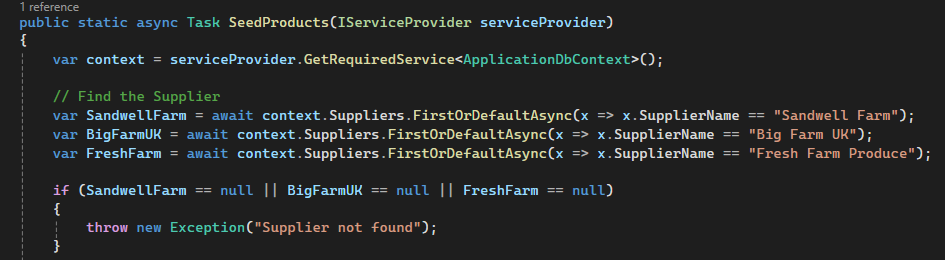 1 reference
public static async Task SeedProducts(IServiceProvider serviceProvider)
{
var context = serviceProvider.GetRequiredService<ApplicationDbContext>();
// Find the Supplier
var SandwellFarm = await context.Suppliers.FirstOrDefaultAsync(x => x.SupplierName == "Sandwell Farm");
var BigFarmUK = await context.Suppliers.FirstOrDefaultAsync(x => x.SupplierName == "Big Farm UK");
var FreshFarm = await context.Suppliers.FirstOrDefaultAsync(x => x.SupplierName == "Fresh Farm Produce");
if (SandwellFarm == null || BigFarmUK == null || FreshFarm == null)
{
throw new Exception("Supplier not found");
}